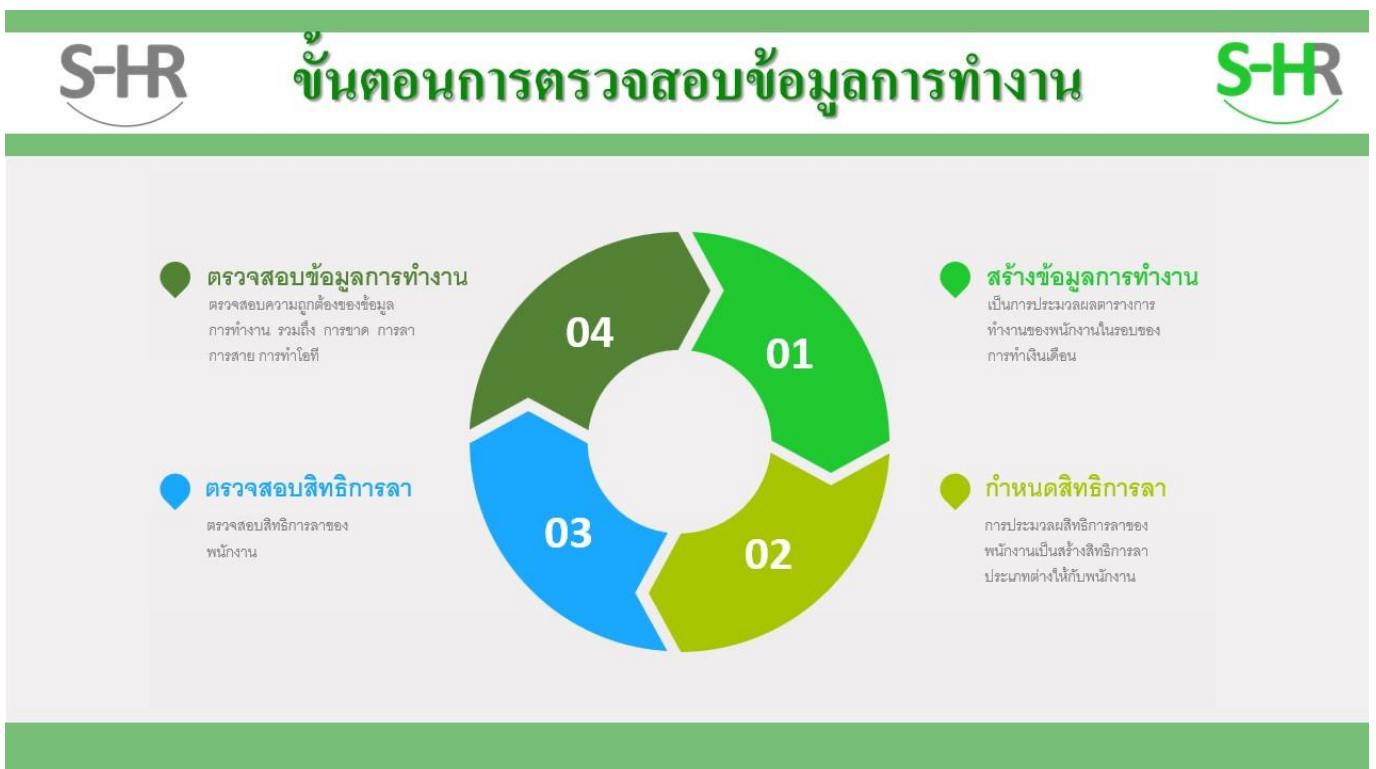 S-HR
ขั้นตอนการตรวจสอบข้อมูลการทำงาน
S-HR
ตรวจสอบข้อมูลการทำงาน
ตรวจสอบความถูกต้องของข้อมูล
การทำงาน รวมถึง การขาด การลา
การสาย การทำโอที
04
01
สร้างข้อมูลการทำงาน
เป็นการประมวลผลตารางการ
ทำงานของพนักงานในรอบของ
การทำเงินเดือน
ตรวจสอบสิทธิการลา
ตรวจสอบสิทธิการลาของ
พนักงาน
03
02
กำหนดสิทธิการลา
การประมวลผสิทธิการลาของ
พนักงานเป็นสร้างสิทธิการลา
ประเภทต่างให้กับพนักงาน